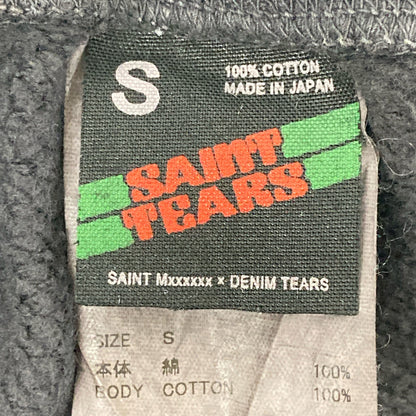 S
100% COTTON
MADE IN JAPAN
SAINT
TEARS
SAINT Mxxxxxx × DENIM TEARS
SIZE S
本体 綿 100%
BODY COTTON 100%